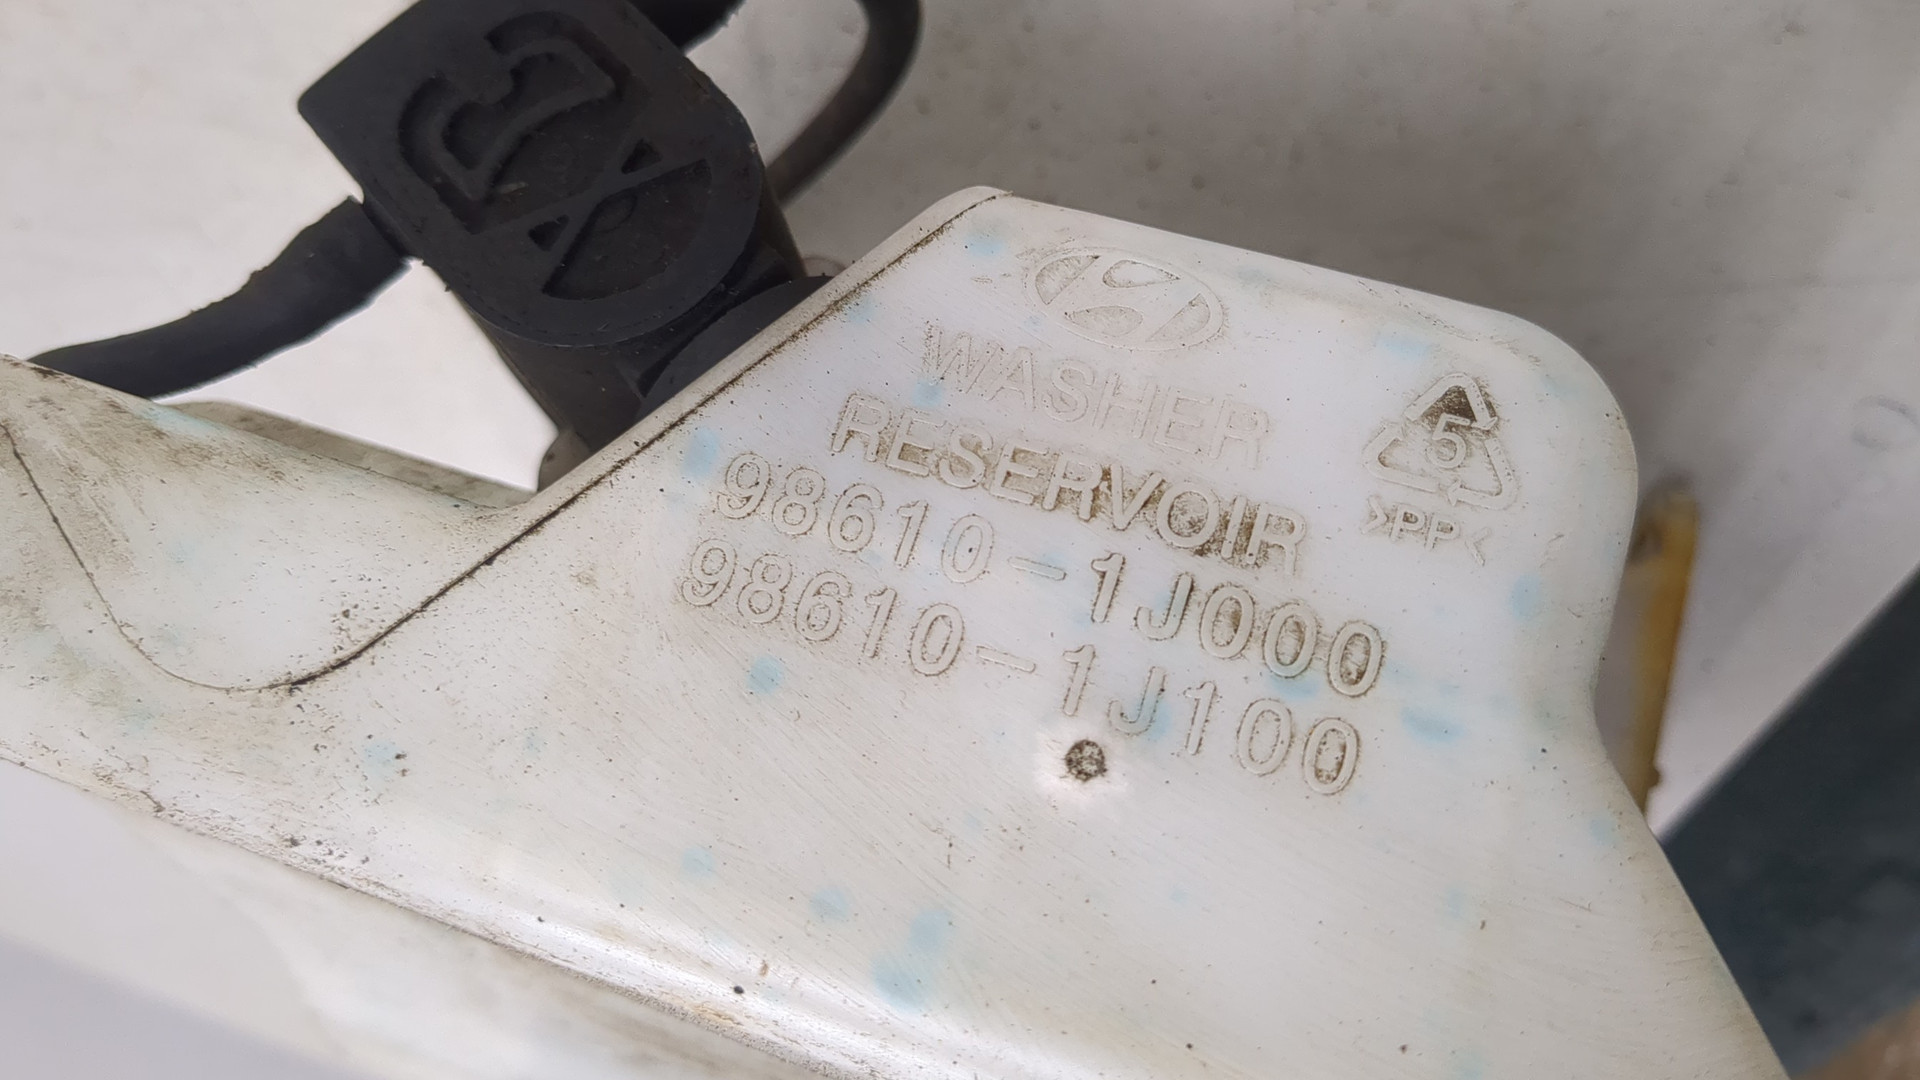 WASHER
RESERVOIR
98610-1J000
98610-1J100
5
>PP<